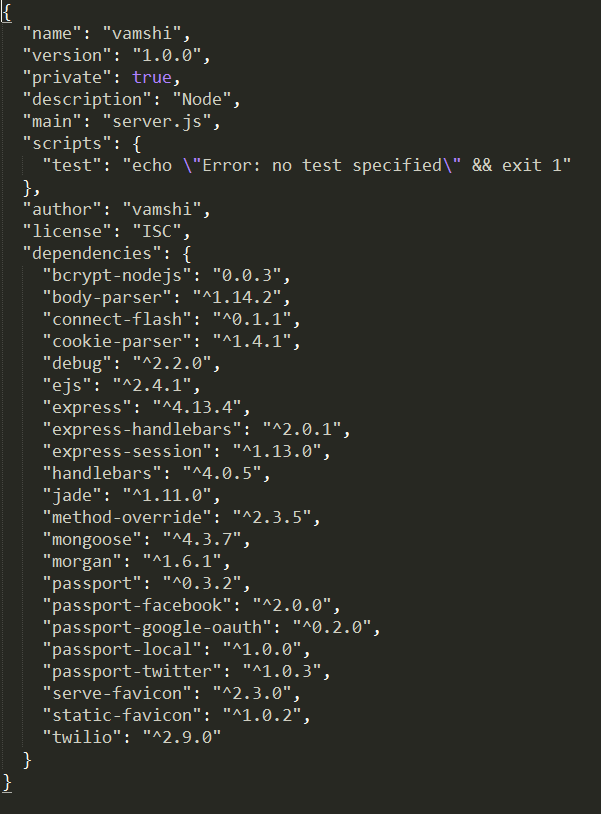 {
  "name": "vamshi",
  "version": "1.0.0",
  "private": true,
  "description": "Node",
  "main": "server.js",
  "scripts": {
    "test": "echo \"Error: no test specified\" && exit 1"
  },
  "author": "vamshi",
  "license": "ISC",
  "dependencies": {
    "bcrypt-nodejs": "0.0.3",
    "body-parser": "^1.14.2",
    "connect-flash": "^0.1.1",
    "cookie-parser": "^1.4.1",
    "debug": "^2.2.0",
    "ejs": "^2.4.1",
    "express": "^4.13.4",
    "express-handlebars": "^2.0.1",
    "express-session": "^1.13.0",
    "handlebars": "^4.0.5",
    "jade": "^1.11.0",
    "method-override": "^2.3.5",
    "mongoose": "^4.3.7",
    "morgan": "^1.6.1",
    "passport": "^0.3.2",
    "passport-facebook": "^2.0.0",
    "passport-google-oauth": "^0.2.0",
    "passport-local": "^1.0.0",
    "passport-twitter": "^1.0.3",
    "serve-favicon": "^2.3.0",
    "static-favicon": "^1.0.2",
    "twilio": "^2.9.0"
  }
}